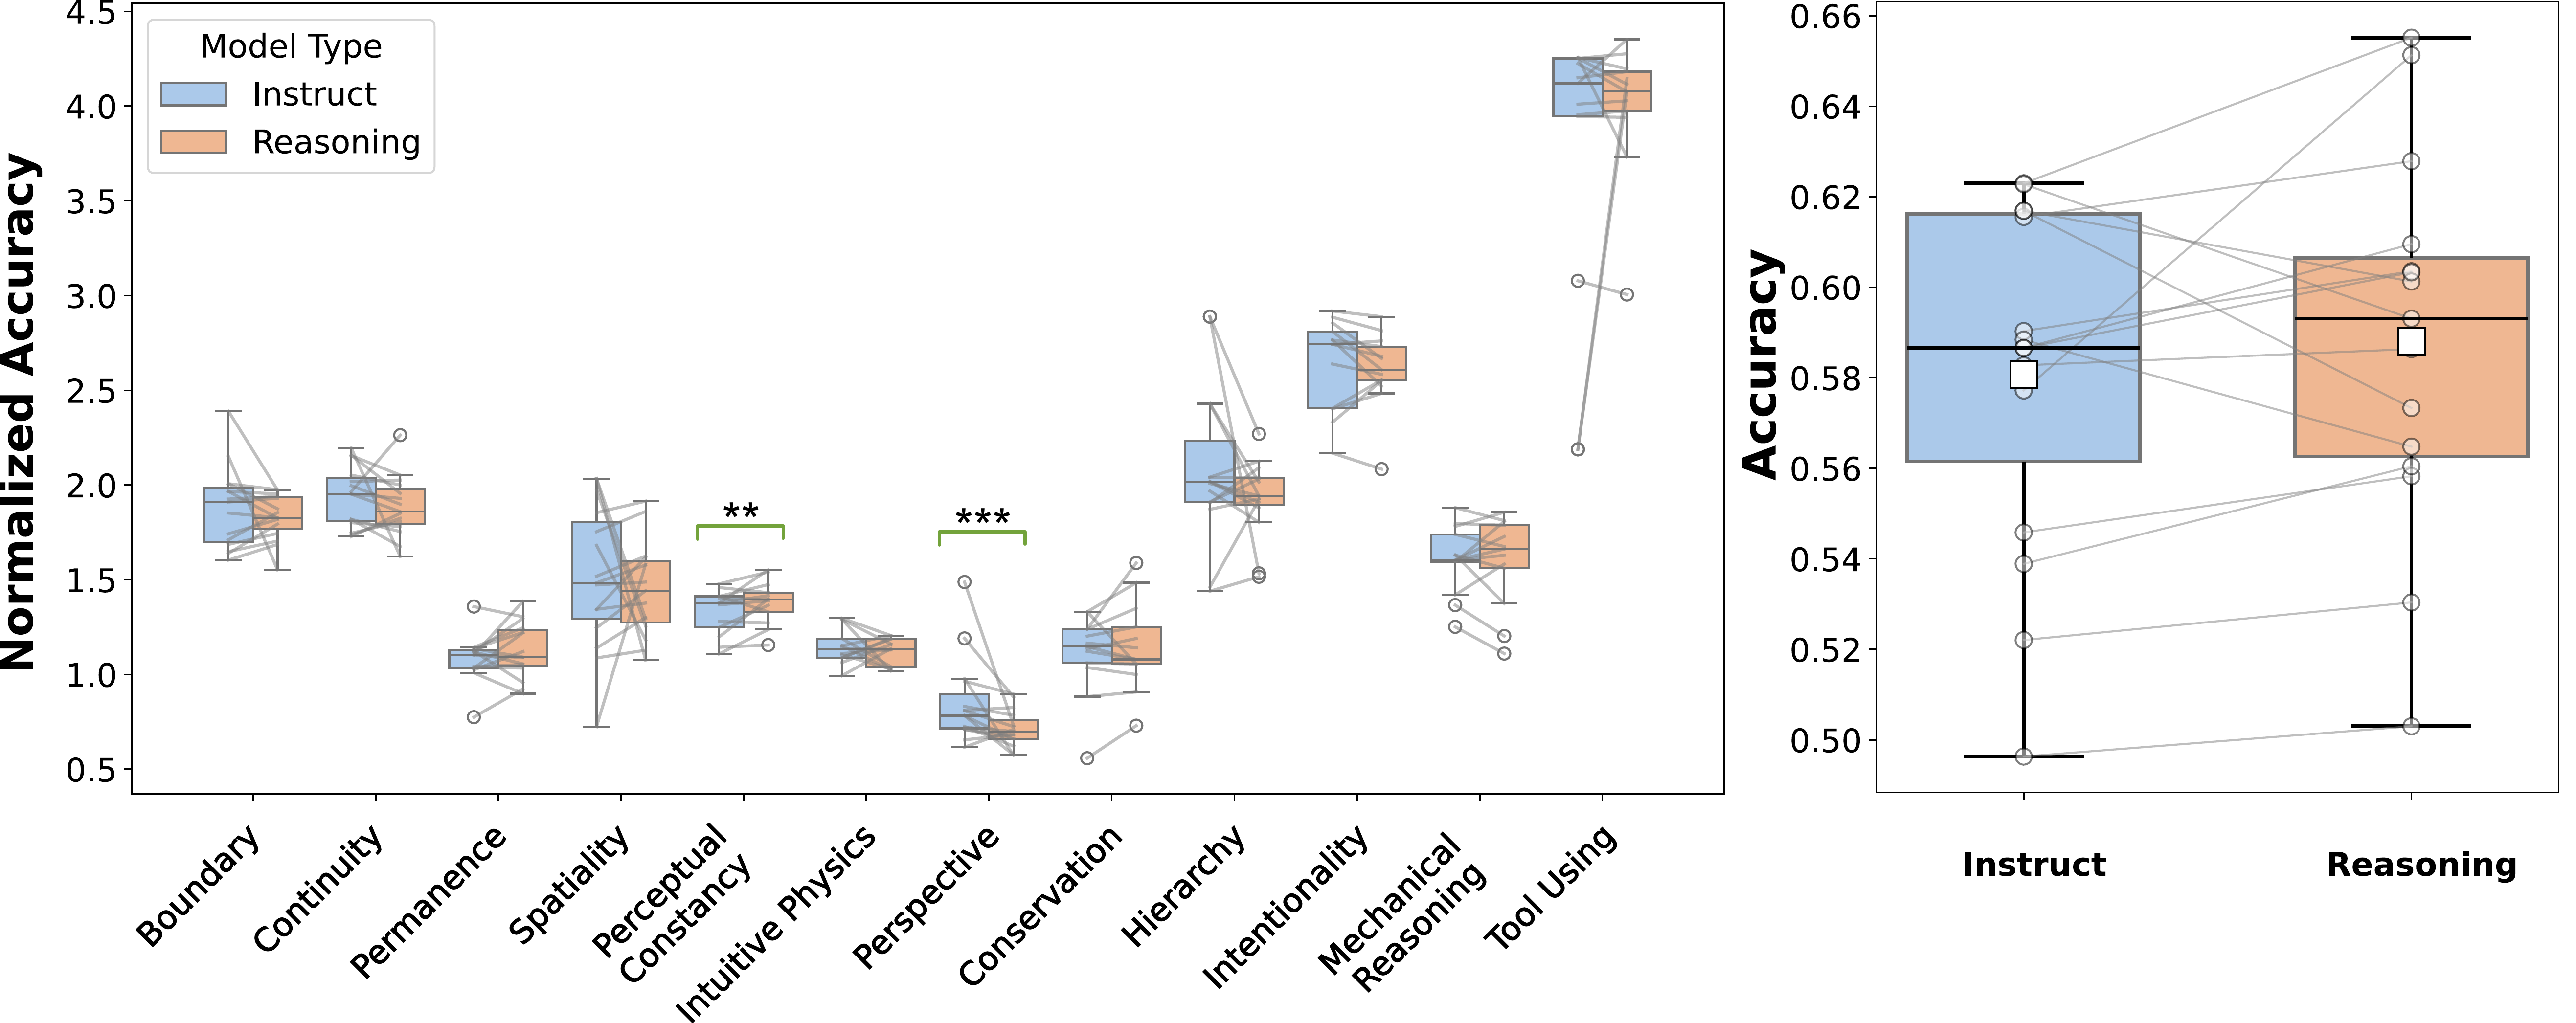 Normalized Accuracy
4.5
4.0
3.5
3.0
2.5
2.0
1.5
1.0
0.5
Model Type
Instruct
Reasoning
**
***
Boundary
Continuity
Permanence
Spatiality
Perceptual
Constancy
Intuitive Physics
Perspective
Conservation
Hierarchy
Intentionality
Mechanical
Reasoning
Tool Using
Accuracy
0.66
0.64
0.62
0.60
0.58
0.56
0.54
0.52
0.50
Instruct
Reasoning